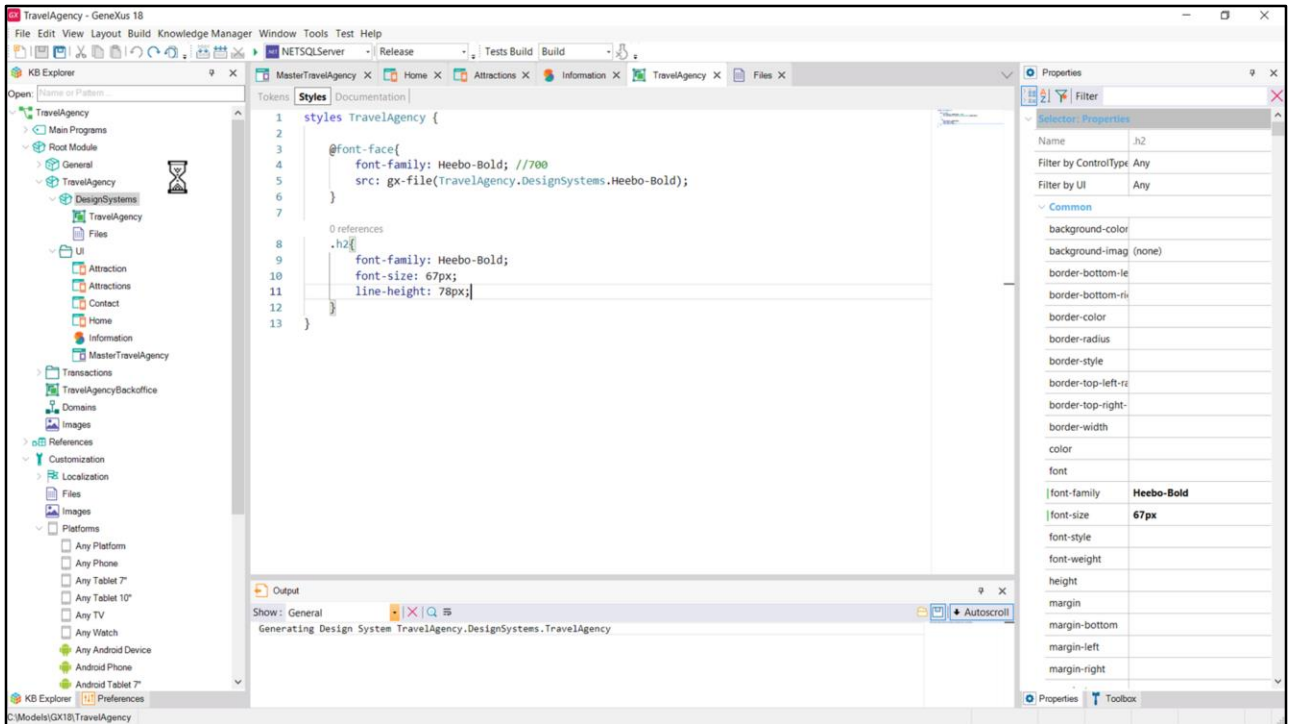 GX TravelAgency - GeneXus 18
File Edit View Layout Build Knowledge Manager Window Tools Test Help
NETSQLServer Release Tests Build Build
KB Explorer
Open: Name or Pattern...
TravelAgency
Main Programs
Root Module
General
TravelAgency
DesignSystems
TravelAgency
Files
UI
Attraction
Attractions
Contact
Home
Information
MasterTravelAgency
Transactions
TravelAgencyBackoffice
Domains
Images
References
Customization
Localization
Files
Images
Platforms
Any Platform
Any Phone
Any Tablet 7"
Any Tablet 10"
Any TV
Any Watch
Any Android Device
Android Phone
Android Tablet 7"
KB Explorer Preferences
C:\Models\GX18\TravelAgency
MasterTravelAgency X Home X Attractions X Information X TravelAgency X Files X
Tokens Styles Documentation
1 styles TravelAgency {
2
3 @font-face{
4 font-family: Heebo-Bold; //700
5 src: gx-file(TravelAgency.DesignSystems.Heebo-Bold);
6 }
7
0 references
8 .h2{
9 font-family: Heebo-Bold;
10 font-size: 67px;
11 line-height: 78px;
12 }
13 }
Output
Show: General Autoscroll
Generating Design System TravelAgency.DesignSystems.TravelAgency
Properties
Filter
Selector: Properties
Name .h2
Filter by ControlType Any
Filter by UI Any
Common
background-color
background-imag (none)
border-bottom-le
border-bottom-ri
border-color
border-radius
border-style
border-top-left-ra
border-top-right-
border-width
color
font
font-family Heebo-Bold
font-size 67px
font-style
font-weight
height
margin
margin-bottom
margin-left
margin-right
Properties Toolbox